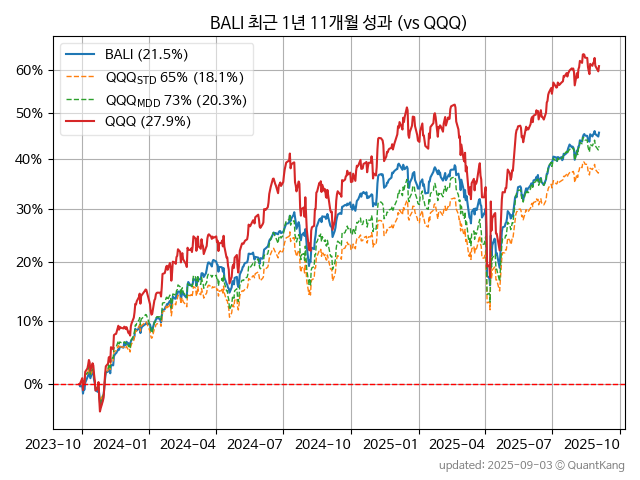 BALI 최근 1년 11개월 성과 (vs QQQ)
BALI (21.5%)
QQQSTD 65% (18.1%)
QQQMDD 73% (20.3%)
QQQ (27.9%)
60%
50%
40%
30%
20%
10%
0%
2023-10 2024-01 2024-04 2024-07 2024-10 2025-01 2025-04 2025-07 2025-10
updated: 2025-09-03 © QuantKang